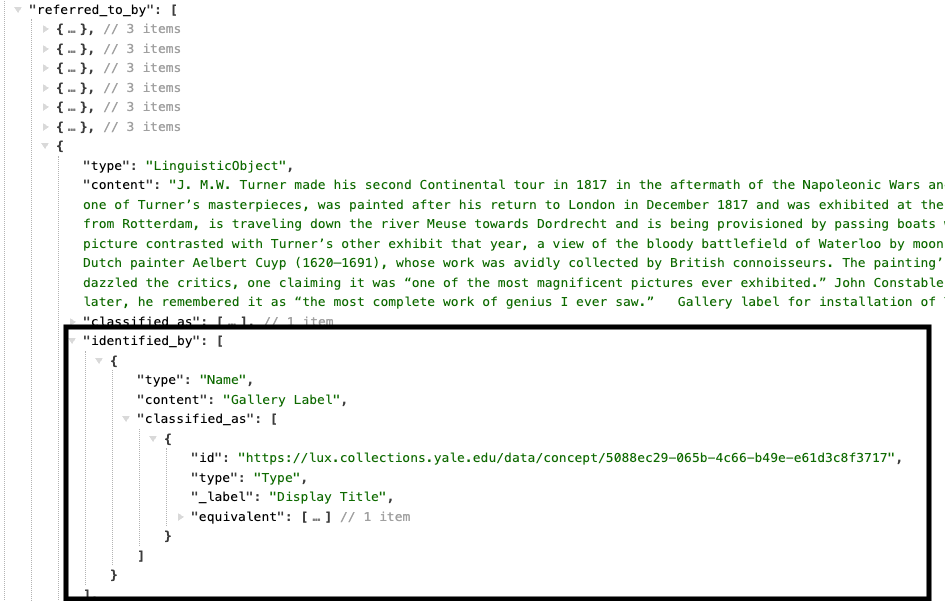 "referred_to_by": [
{ … }, // 3 items
{ … }, // 3 items
{ … }, // 3 items
{ … }, // 3 items
{ … }, // 3 items
{ … }, // 3 items
{
"type": "LinguisticObject",
"content": "J. M.W. Turner made his second Continental tour in 1817 in the aftermath of the Napoleonic Wars an
one of Turner’s masterpieces, was painted after his return to London in December 1817 and was exhibited at the
from Rotterdam, is traveling down the river Meuse towards Dordrecht and is being provisioned by passing boats
picture contrasted with Turner’s other exhibit that year, a view of the bloody battlefield of Waterloo by moon
Dutch painter Aelbert Cuyp (1620–1691), whose work was avidly collected by British connoisseurs. The painting’
dazzled the critics, one claiming it was “one of the most magnificent pictures ever exhibited.” John Constable
later, he remembered it as “the most complete work of genius I ever saw.”   Gallery label for installation of
"classified_as": [ … ], // 1 item
"identified_by": [
{
"type": "Name",
"content": "Gallery Label",
"classified_as": [
{
"id": "https://lux.collections.yale.edu/data/concept/5088ec29-065b-4c66-b49e-e61d3c8f3717",
"type": "Type",
"_label": "Display Title",
"equivalent": [ … ] // 1 item
}
]
}
]